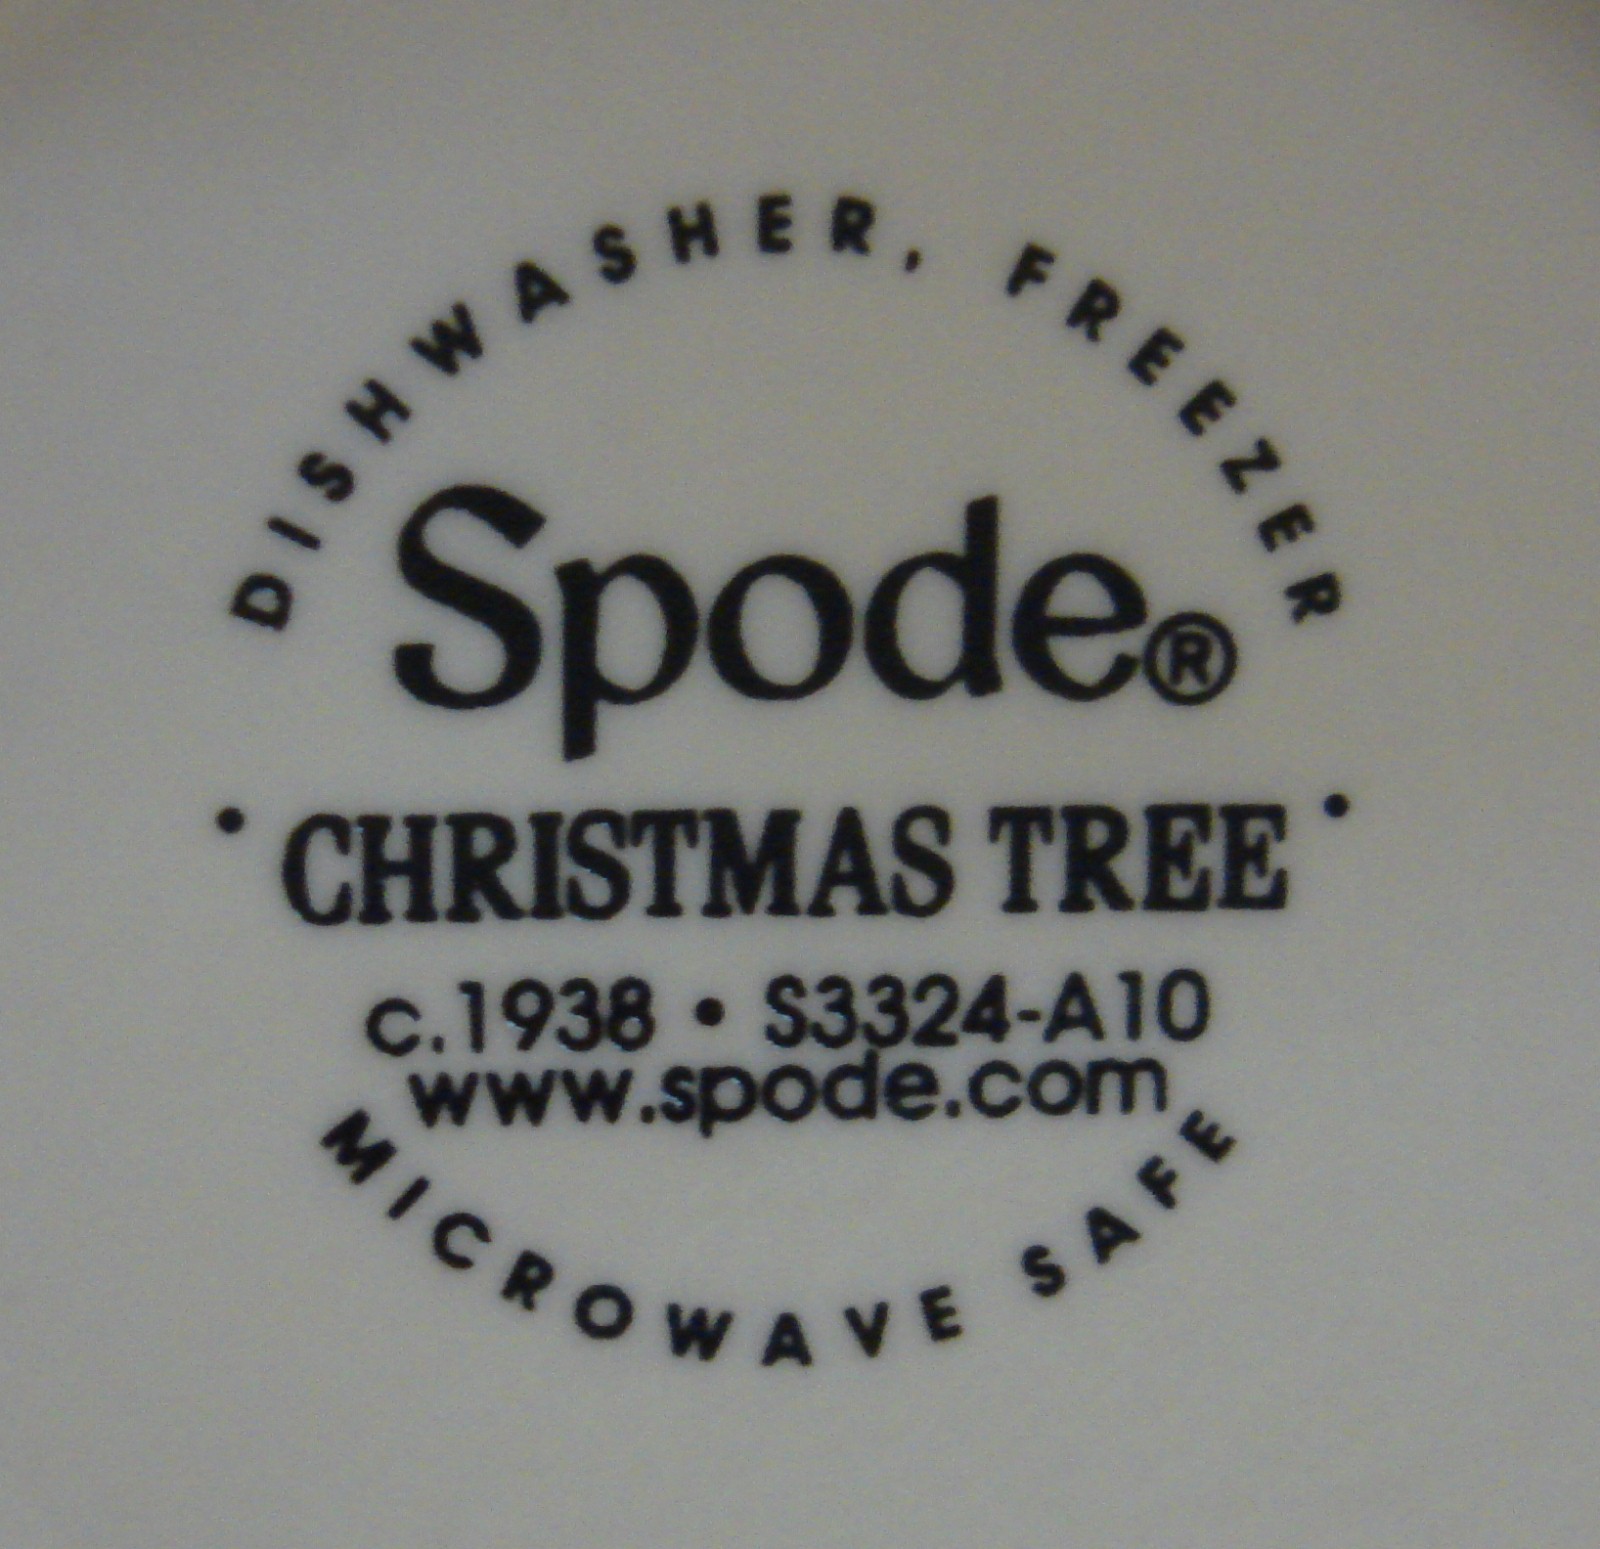 DISHWASHER, FREEZER
Spode®
• CHRISTMAS TREE •
c.1938 • S3324-A10
www.spode.com
MICROWAVE SAFE